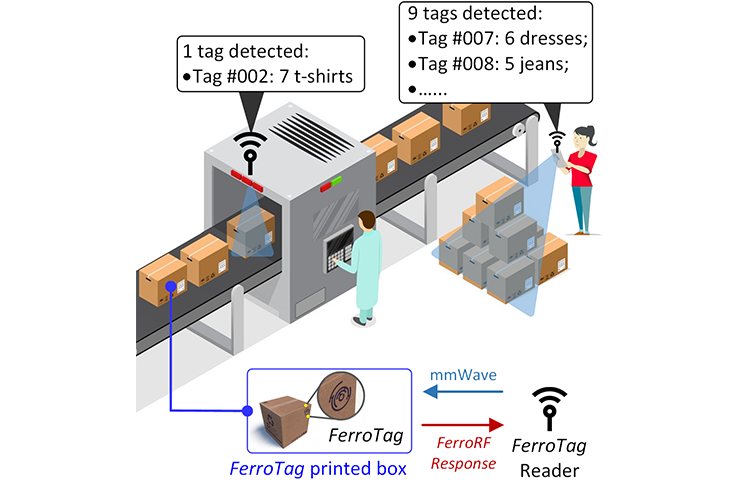 1 tag detected:
•Tag #002: 7 t-shirts
9 tags detected:
•Tag #007: 6 dresses;
•Tag #008: 5 jeans;
•......
mmWave
FerroTag
FerroRF
Response
FerroTag
Reader
FerroTag printed box